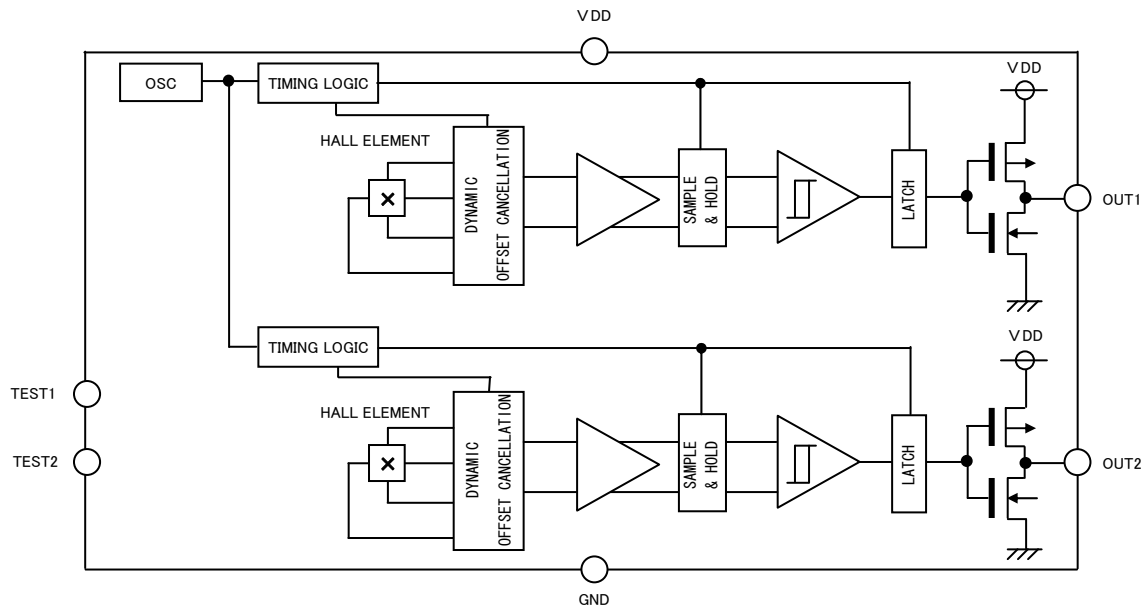 VDD
OSC
TIMING LOGIC
VDD
HALL ELEMENT
DYNAMIC
OFFSET CANCELLATION
SAMPLE
& HOLD
LATCH
OUT1
TIMING LOGIC
VDD
TEST1
HALL ELEMENT
DYNAMIC
OFFSET CANCELLATION
SAMPLE
& HOLD
LATCH
TEST2
OUT2
GND